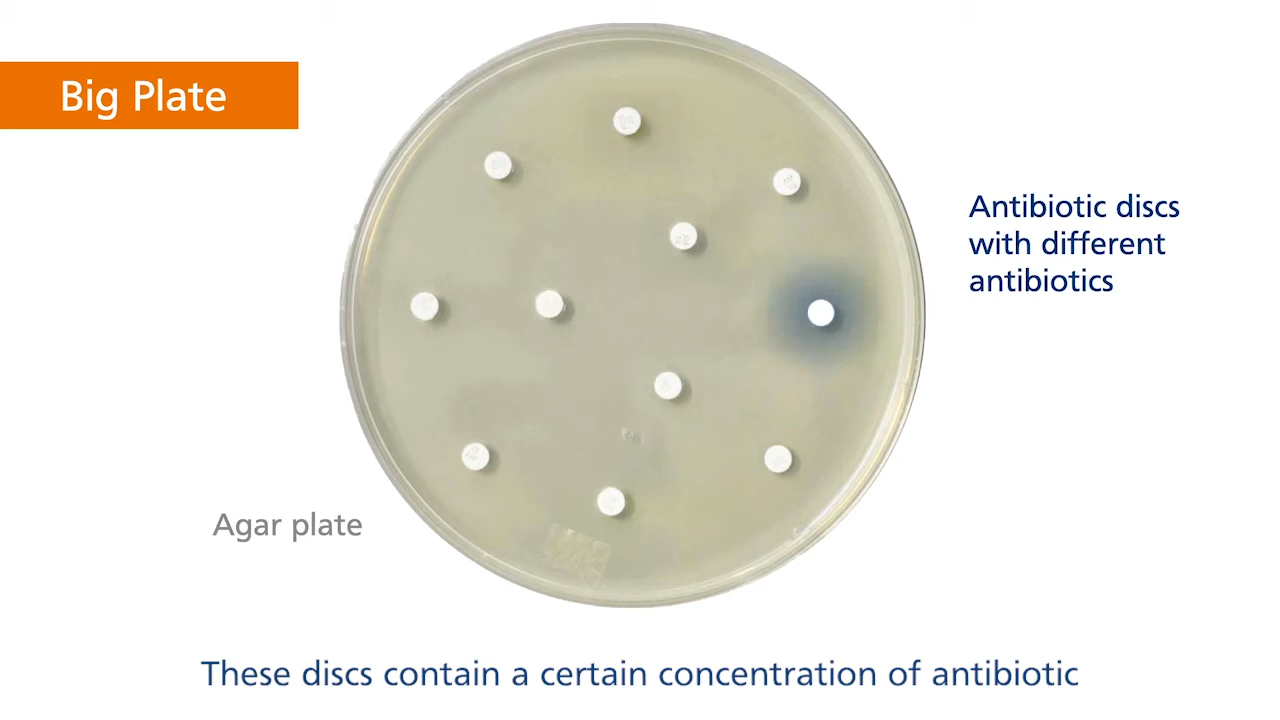 Big Plate
Antibiotic discs
with different
antibiotics
Agar plate
These discs contain a certain concentration of antibiotic